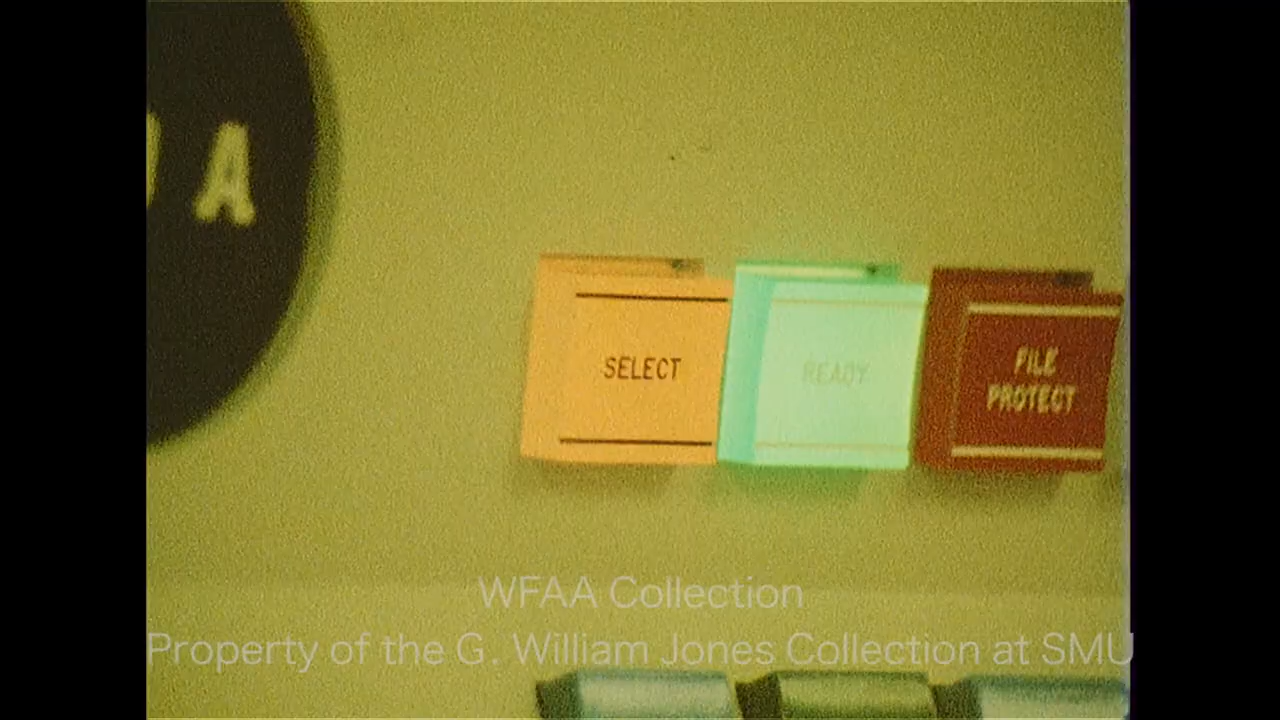 A
SELECT
READY
FILE
PROTECT
WFAA Collection
Property of the G. William Jones Collection at SMU